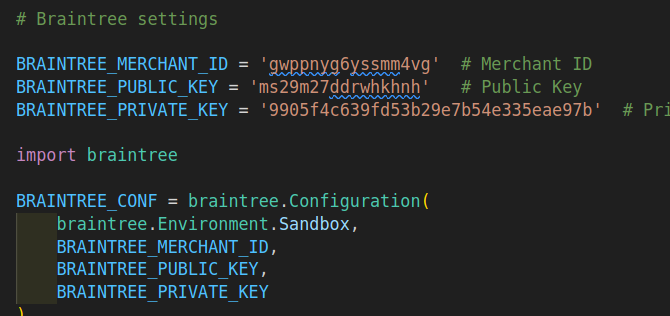 # Braintree settings
BRAINTREE_MERCHANT_ID = 'gwppnyg6yssmm4vg'  # Merchant ID
BRAINTREE_PUBLIC_KEY = 'ms29m27ddrwhkhnh'   # Public Key
BRAINTREE_PRIVATE_KEY = '9905f4c639fd53b29e7b54e335eae97b'  # Pri
import braintree
BRAINTREE_CONF = braintree.Configuration(
    braintree.Environment.Sandbox,
    BRAINTREE_MERCHANT_ID,
    BRAINTREE_PUBLIC_KEY,
    BRAINTREE_PRIVATE_KEY
)